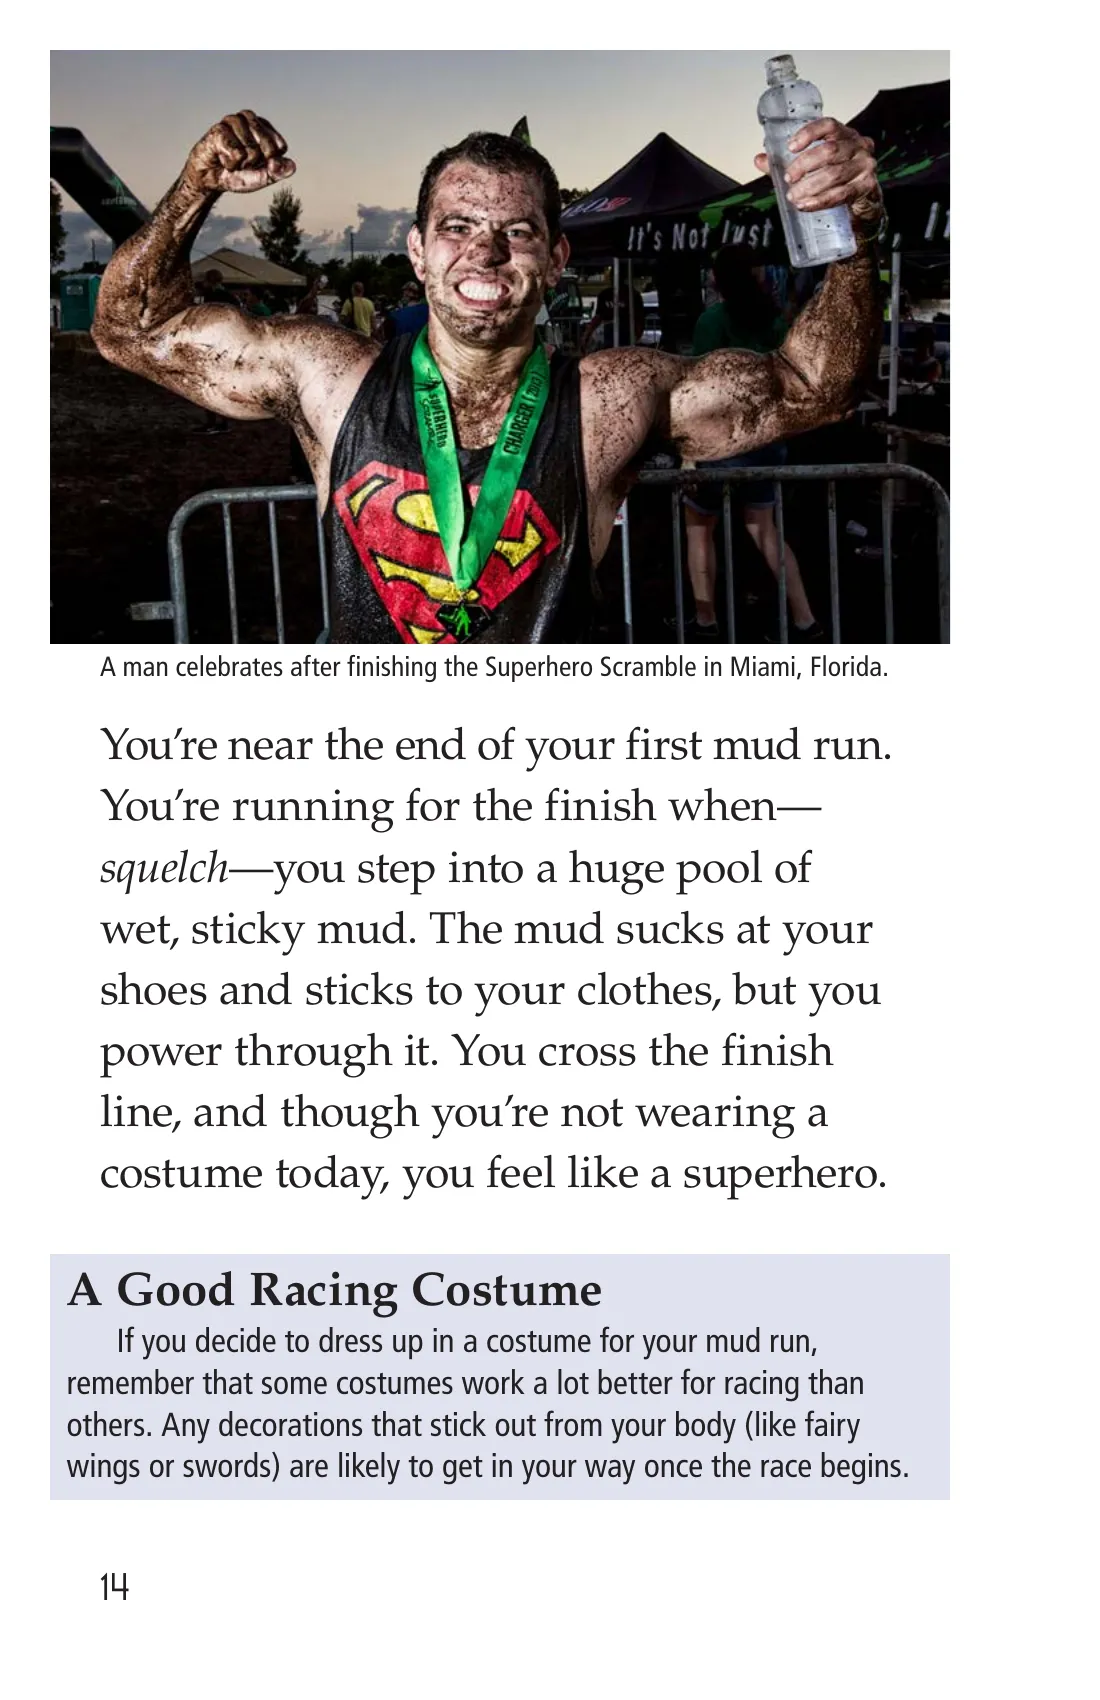 It's Not Just
SUPERHERO
SCRAMBLE
CHARGER (2013)
A man celebrates after finishing the Superhero Scramble in Miami, Florida.
You’re near the end of your first mud run.
You’re running for the finish when—
squelch—you step into a huge pool of
wet, sticky mud. The mud sucks at your
shoes and sticks to your clothes, but you
power through it. You cross the finish
line, and though you’re not wearing a
costume today, you feel like a superhero.
A Good Racing Costume
If you decide to dress up in a costume for your mud run,
remember that some costumes work a lot better for racing than
others. Any decorations that stick out from your body (like fairy
wings or swords) are likely to get in your way once the race begins.
14